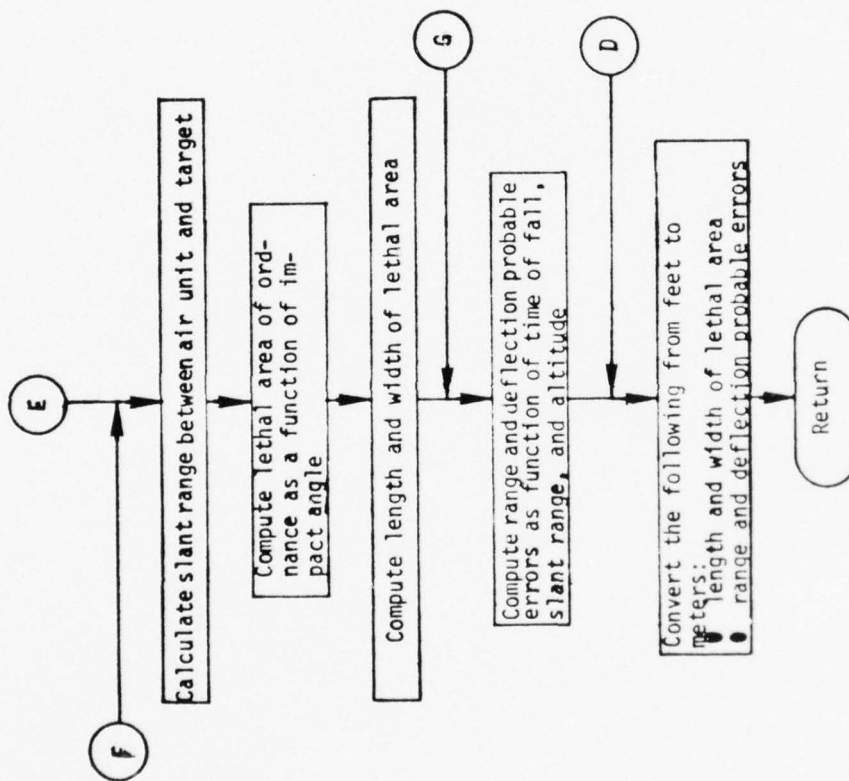 E
F
Calculate slant range between air unit and target
Compute lethal area of ord-
nance as a function of im-
pact angle
Compute length and width of lethal area
G
Compute range and deflection probable
errors as function of time of fall,
slant range, and altitude
D
Convert the following from feet to
meters:
● length and width of lethal area
● range and deflection probable errors
Return